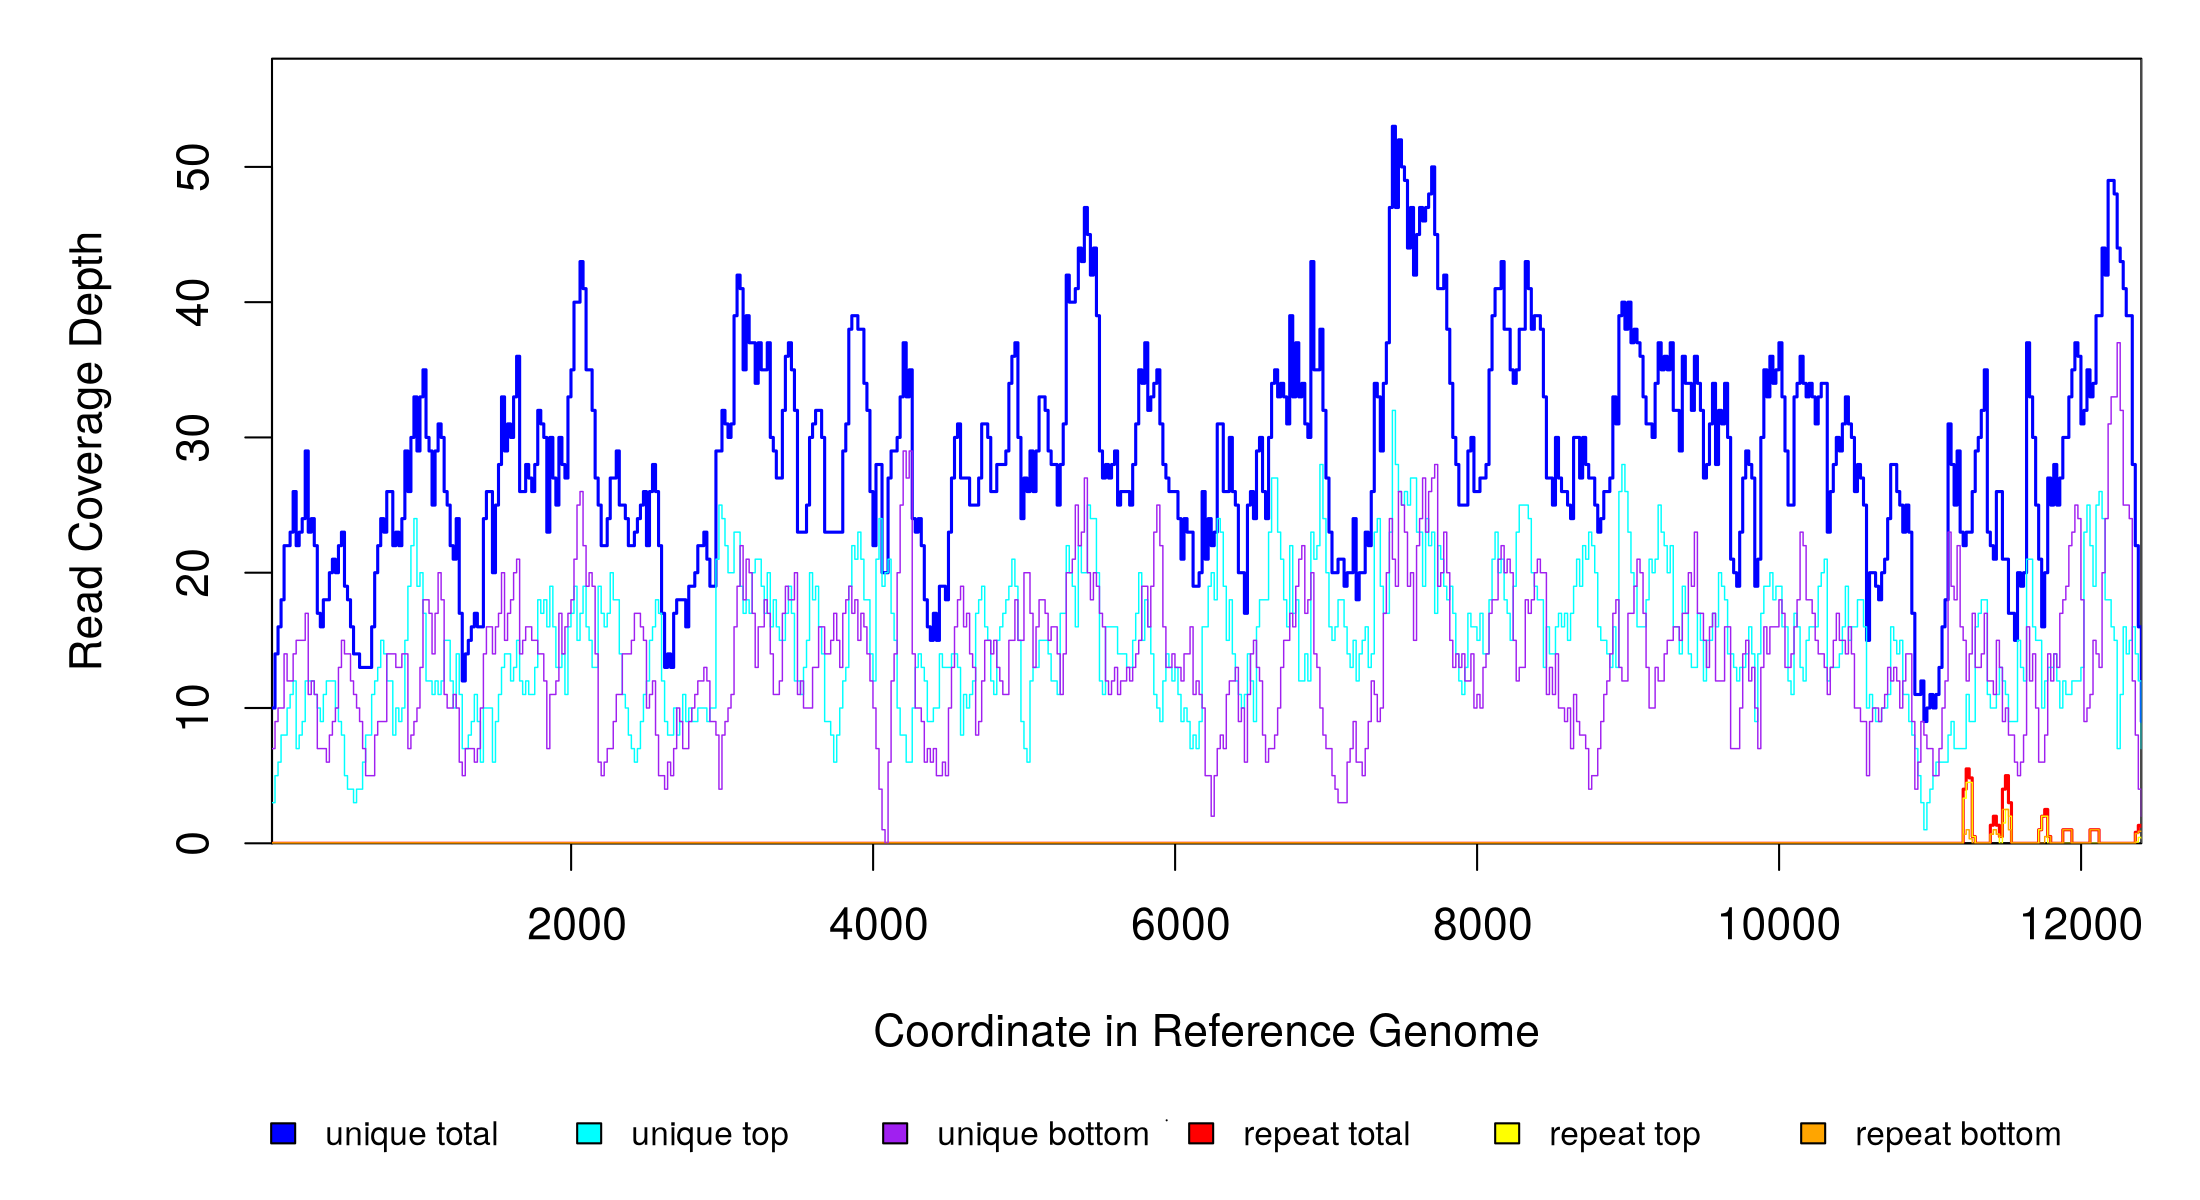 Read Coverage Depth
50
40
30
20
10
0
2000 4000 6000 8000 10000 12000
Coordinate in Reference Genome
unique total unique top unique bottom repeat total repeat top repeat bottom